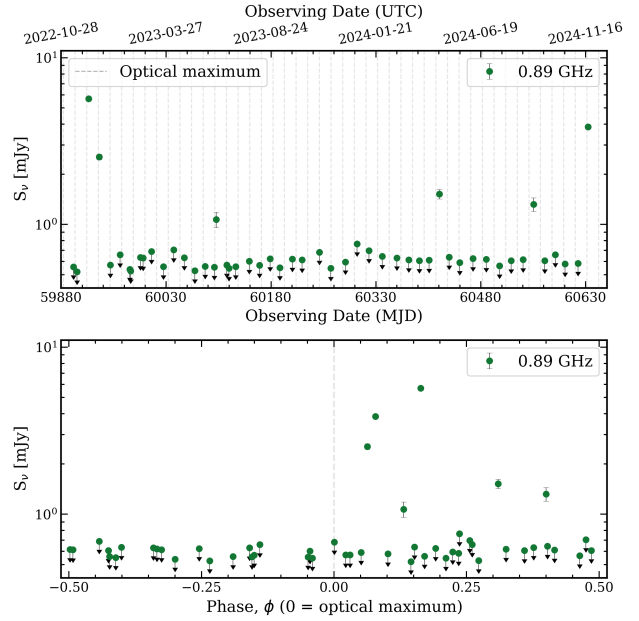 Observing Date (UTC)
2022-10-28 2023-03-27 2023-08-24 2024-01-21 2024-06-19 2024-11-16
10¹
Optical maximum
0.89 GHz
Sν [mJy]
10⁰
59880 60030 60180 60330 60480 60630
Observing Date (MJD)
10¹
0.89 GHz
Sν [mJy]
10⁰
−0.50 −0.25 0.00 0.25 0.50
Phase, ϕ (0 = optical maximum)